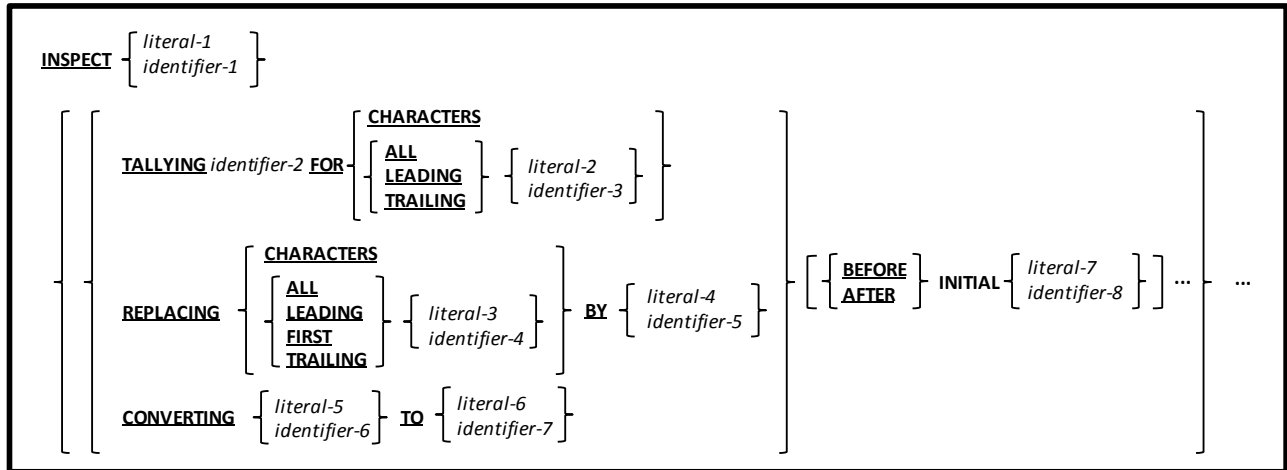 INSPECT literal-1
identifier-1
TALLYING identifier-2 FOR CHARACTERS
ALL
LEADING
TRAILING
literal-2
identifier-3
REPLACING CHARACTERS
ALL
LEADING
FIRST
TRAILING
literal-3
identifier-4
BY literal-4
identifier-5
CONVERTING literal-5
identifier-6
TO literal-6
identifier-7
BEFORE
AFTER
INITIAL literal-7
identifier-8
... ...